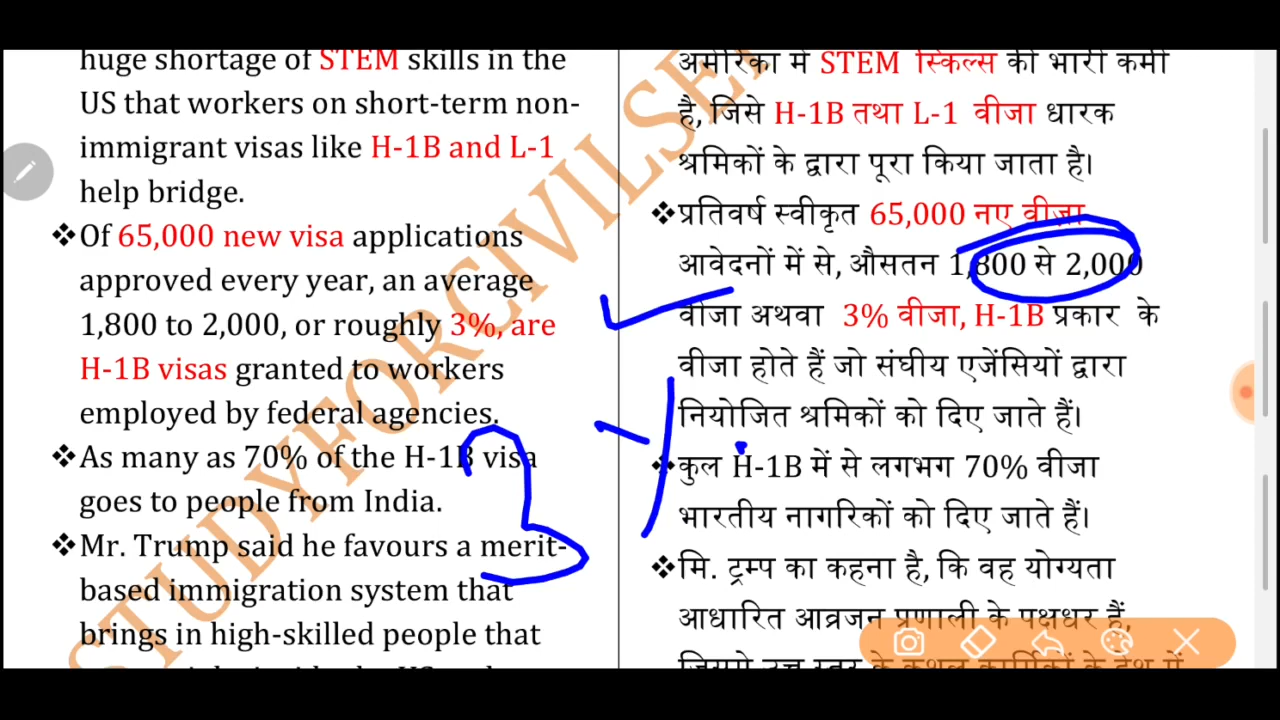 huge shortage of STEM skills in the
US that workers on short-term non-
immigrant visas like H-1B and L-1
help bridge.
❖Of 65,000 new visa applications
approved every year, an average
1,800 to 2,000, or roughly 3%, are
H-1B visas granted to workers
employed by federal agencies.
❖As many as 70% of the H-1B visa
goes to people from India.
❖Mr. Trump said he favours a merit-
based immigration system that
brings in high-skilled people that
अमेरिका में STEM स्किल्स की भारी कमी
है, जिसे H-1B तथा L-1 वीजा धारक
श्रमिकों के द्वारा पूरा किया जाता है।
❖प्रतिवर्ष स्वीकृत 65,000 नए वीजा
आवेदनों में से, औसतन 1,800 से 2,000
वीजा अथवा 3% वीजा, H-1B प्रकार के
वीजा होते हैं जो संघीय एजेंसियों द्वारा
नियोजित श्रमिकों को दिए जाते हैं।
❖कुल H-1B में से लगभग 70% वीजा
भारतीय नागरिकों को दिए जाते हैं।
❖मि. ट्रम्प का कहना है, कि वह योग्यता
आधारित आव्रजन प्रणाली के पक्षधर हैं,
STUDYFORCIVILSE
3